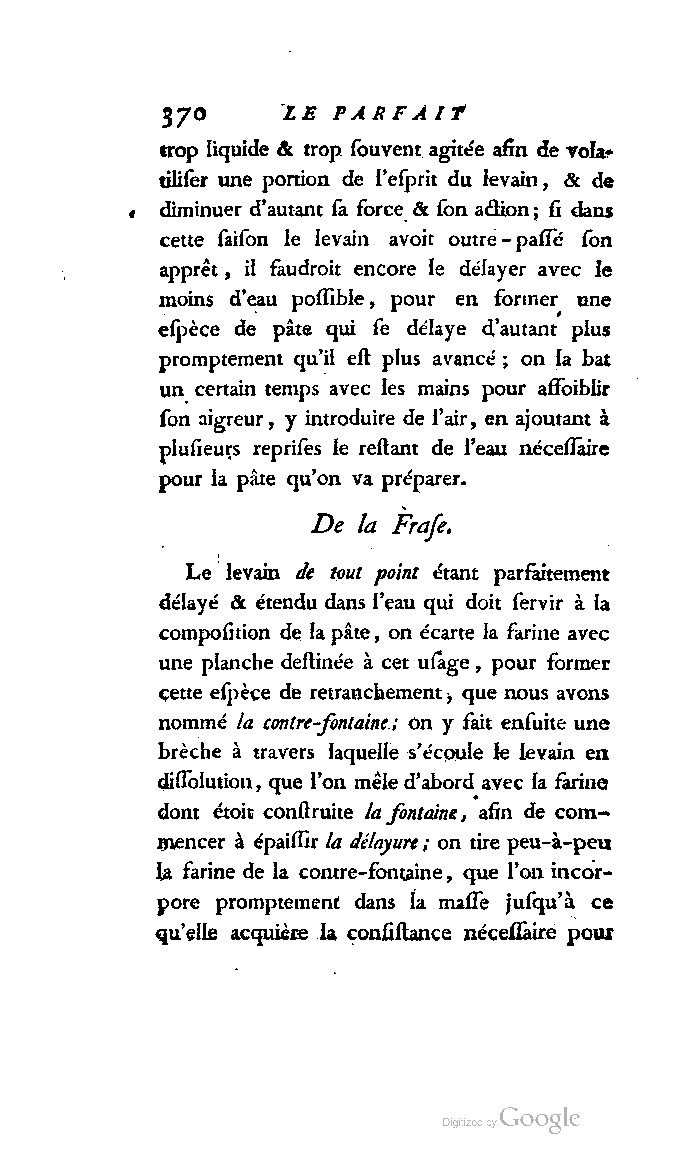 370 LE PARFAIT
trop liquide & trop ſouvent agitée afin de vola-
tiliſer une portion de l'eſprit du levain, & de
diminuer d'autant ſa force & ſon action; ſi dans
cette ſaiſon le levain avoit outre-paſſé ſon
apprêt, il faudroit encore le délayer avec le
moins d'eau poſſible, pour en former une
eſpèce de pâte qui ſe délaye d'autant plus
promptement qu'il eſt plus avancé; on la bat
un certain temps avec les mains pour affoiblir
ſon aigreur, y introduire de l'air, en ajoutant à
pluſieurs repriſes le reſtant de l'eau néceſſaire
pour la pâte qu'on va préparer.
De la Fraſe.
Le levain de tout point étant parfaitement
délayé & étendu dans l'eau qui doit ſervir à la
compoſition de la pâte, on écarte la farine avec
une planche deſtinée à cet uſage, pour former
cette eſpèce de retranchement, que nous avons
nommé la contre-fontaine; on y fait enſuite une
brèche à travers laquelle s'écoule le levain en
diſſolution, que l'on mêle d'abord avec la farine
dont étoit conſtruite la fontaine, afin de com-
mencer à épaiſſir la délayure; on tire peu-à-peu
la farine de la contre-fontaine, que l'on incor-
pore promptement dans la maſſe juſqu'à ce
qu'elle acquière la conſiſtance néceſſaire pour
Digitized by Google